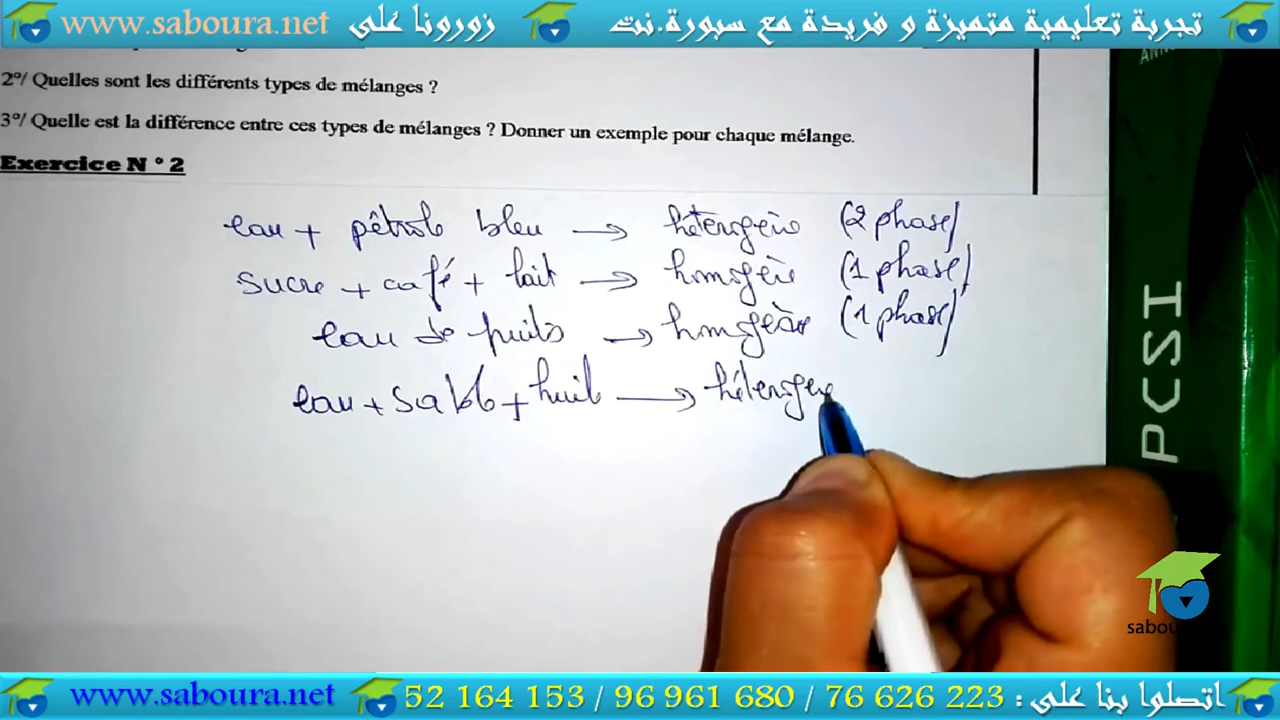 www.saboura.net زورونا على تجربة تعليمية متميزة و فريدة مع سبورة.نت
2°/ Quelles sont les différents types de mélanges ?
3°/ Quelle est la différence entre ces types de mélanges ? Donner un exemple pour chaque mélange.
Exercice N ° 2
eau + pétrole bleu → hétérogène (2 phase)
sucre + café + lait → homogène (1 phase)
eau de puits → homogène (1 phase)
eau + sable + huile → hétérogène
PCSI
www.saboura.net 52 164 153 / 96 961 680 / 76 626 223 : اتصلوا بنا على